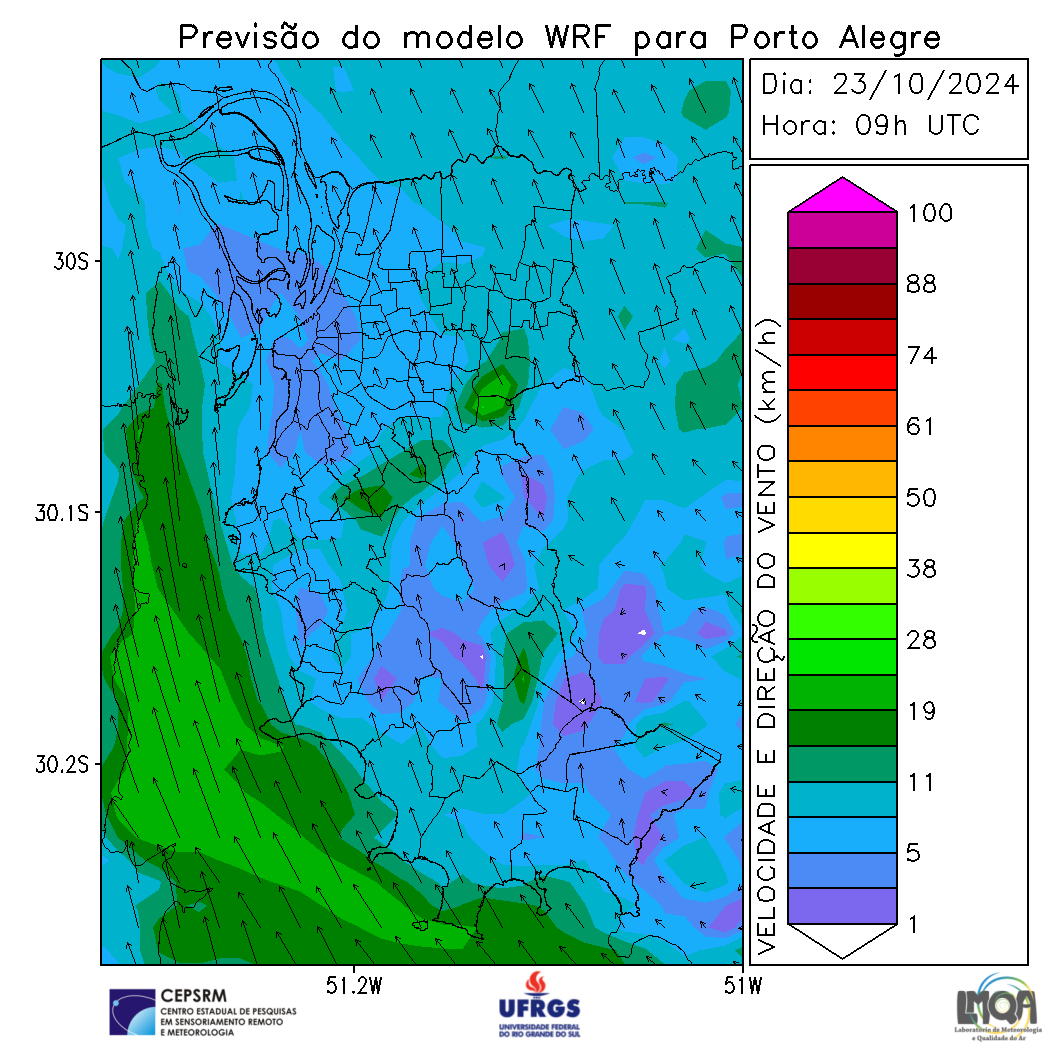 Previsão do modelo WRF para Porto Alegre
Dia: 23/10/2024
Hora: 09h UTC
30S
30.1S
30.2S
51.2W
51W
VELOCIDADE E DIREÇÃO DO VENTO (km/h)
100
88
74
61
50
38
28
19
11
5
1
CEPSRM
CENTRO ESTADUAL DE PESQUISAS
EM SENSORIAMENTO REMOTO
E METEOROLOGIA
UFRGS
UNIVERSIDADE FEDERAL
DO RIO GRANDE DO SUL
LMQA
Laboratório de Meteorologia
e Qualidade do Ar